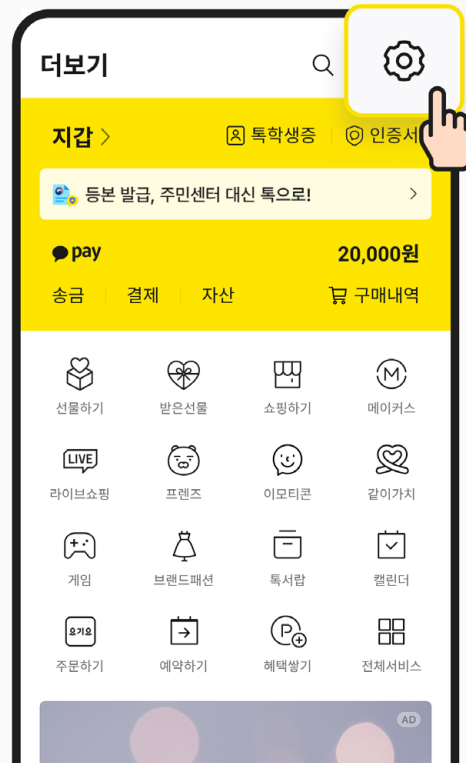 더보기
지갑 톡학생증 인증서
등본 발급, 주민센터 대신 톡으로!
pay 20,000원
송금 결제 자산 구매내역
선물하기 받은선물 쇼핑하기 메이커스
LIVE
라이브쇼핑 프렌즈 이모티콘 같이가치
게임 브랜드패션 톡서랍 캘린더
요기요 P
주문하기 예약하기 혜택쌓기 전체서비스
AD